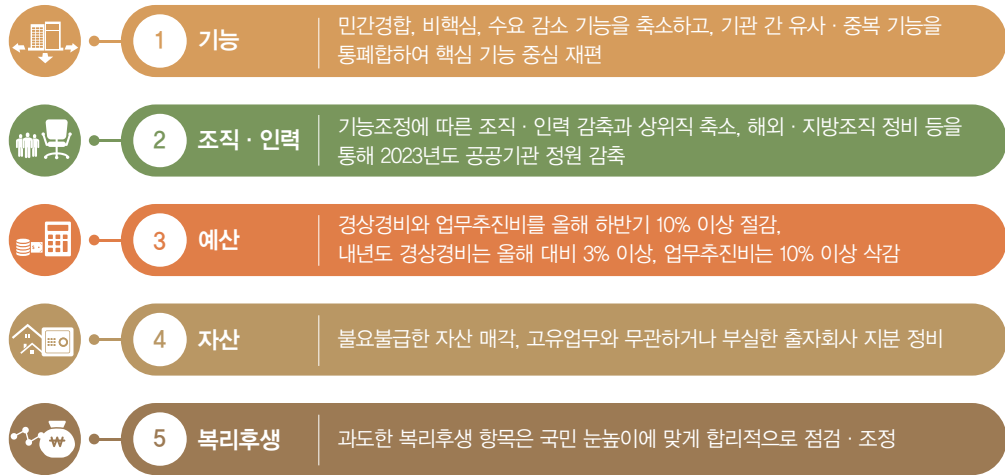 1 기능
민간경합, 비핵심, 수요 감소 기능을 축소하고, 기관 간 유사 · 중복 기능을
통폐합하여 핵심 기능 중심 재편
2 조직 · 인력
기능조정에 따른 조직 · 인력 감축과 상위직 축소, 해외 · 지방조직 정비 등을
통해 2023년도 공공기관 정원 감축
3 예산
경상경비와 업무추진비를 올해 하반기 10% 이상 절감,
내년도 경상경비는 올해 대비 3% 이상, 업무추진비는 10% 이상 삭감
4 자산
불요불급한 자산 매각, 고유업무와 무관하거나 부실한 출자회사 지분 정비
₩
5 복리후생
과도한 복리후생 항목은 국민 눈높이에 맞게 합리적으로 점검 · 조정